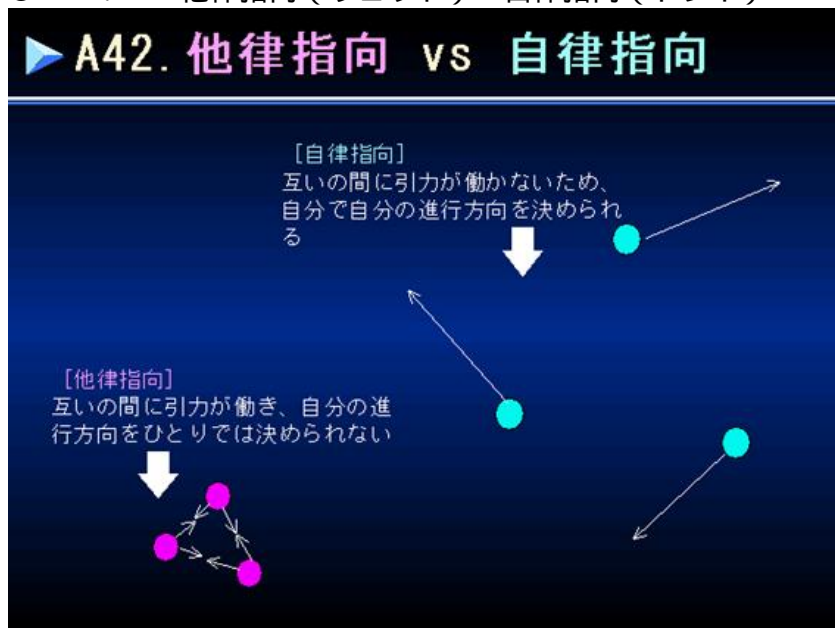 A42.他律指向 vs 自律指向
[自律指向]
互いの間に引力が働かないため、
自分で自分の進行方向を決められ
る
[他律指向]
互いの間に引力が働き、自分の進
行方向をひとりでは決められない